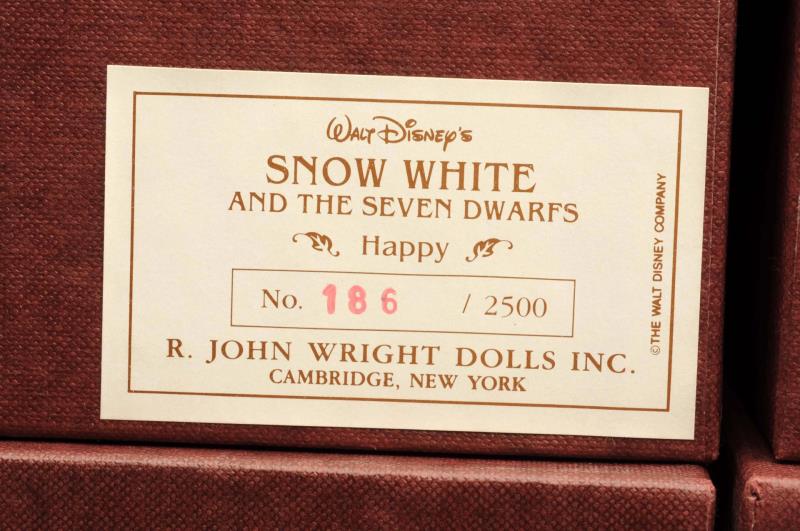 Walt Disney's
SNOW WHITE
AND THE SEVEN DWARFS
Happy
No. 186 / 2500
R. JOHN WRIGHT DOLLS INC.
CAMBRIDGE, NEW YORK
©THE WALT DISNEY COMPANY